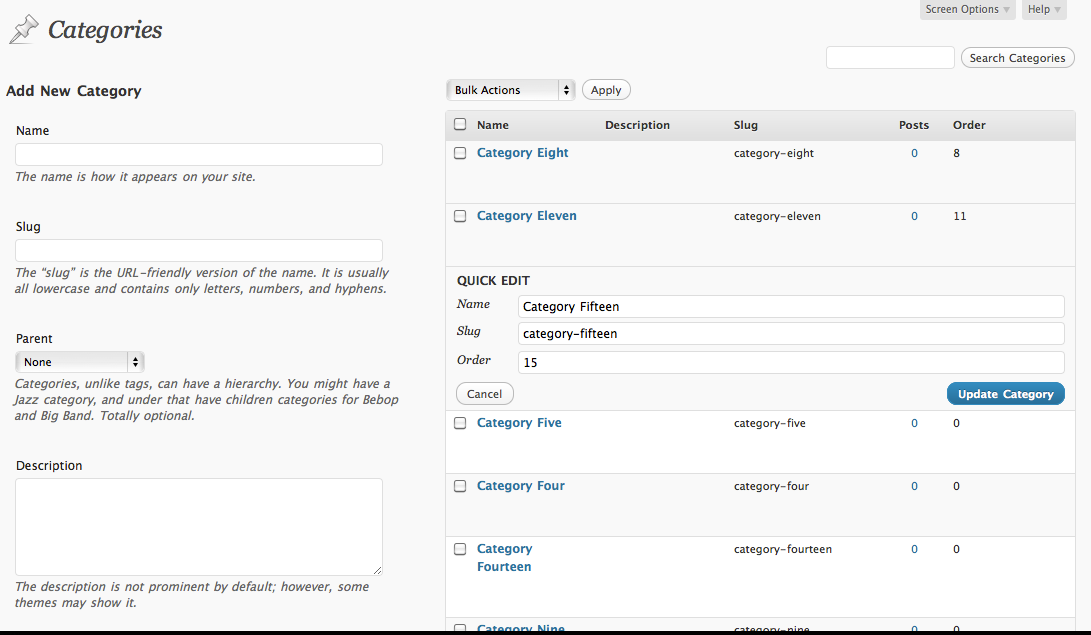 Screen Options
Help
Categories
Search Categories
Add New Category
Name
The name is how it appears on your site.
Slug
The “slug” is the URL-friendly version of the name. It is usually
all lowercase and contains only letters, numbers, and hyphens.
Parent
None
Categories, unlike tags, can have a hierarchy. You might have a
Jazz category, and under that have children categories for Bebop
and Big Band. Totally optional.
Description
The description is not prominent by default; however, some
themes may show it.
Bulk Actions
Apply
Name Description Slug Posts Order
Category Eight category-eight 0 8
Category Eleven category-eleven 0 11
QUICK EDIT
Name Category Fifteen
Slug category-fifteen
Order 15
Cancel Update Category
Category Five category-five 0 0
Category Four category-four 0 0
Category category-fourteen 0 0
Fourteen
Category Nine category-nine 0 0